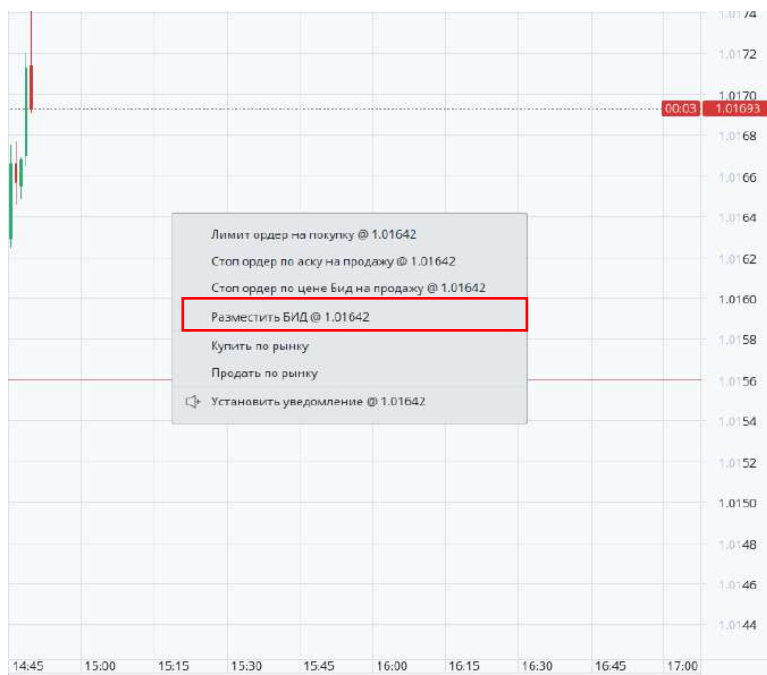 1.0174
1.0172
1.0170
00:03 1.01693
1.0168
1.0166
1.0164
Лимит ордер на покупку @ 1.01642
Стоп ордер по аску на продажу @ 1.01642
1.0162
Стоп ордер по цене Бид на продажу @ 1.01642
1.0160
Разместить БИД @ 1.01642
Купить по рынку
1.0158
Продать по рынку
1.0156
Установить уведомление @ 1.01642
1.0154
1.0152
1.0150
1.0148
1.0146
1.0144
14:45 15:00 15:15 15:30 15:45 16:00 16:15 16:30 16:45 17:00